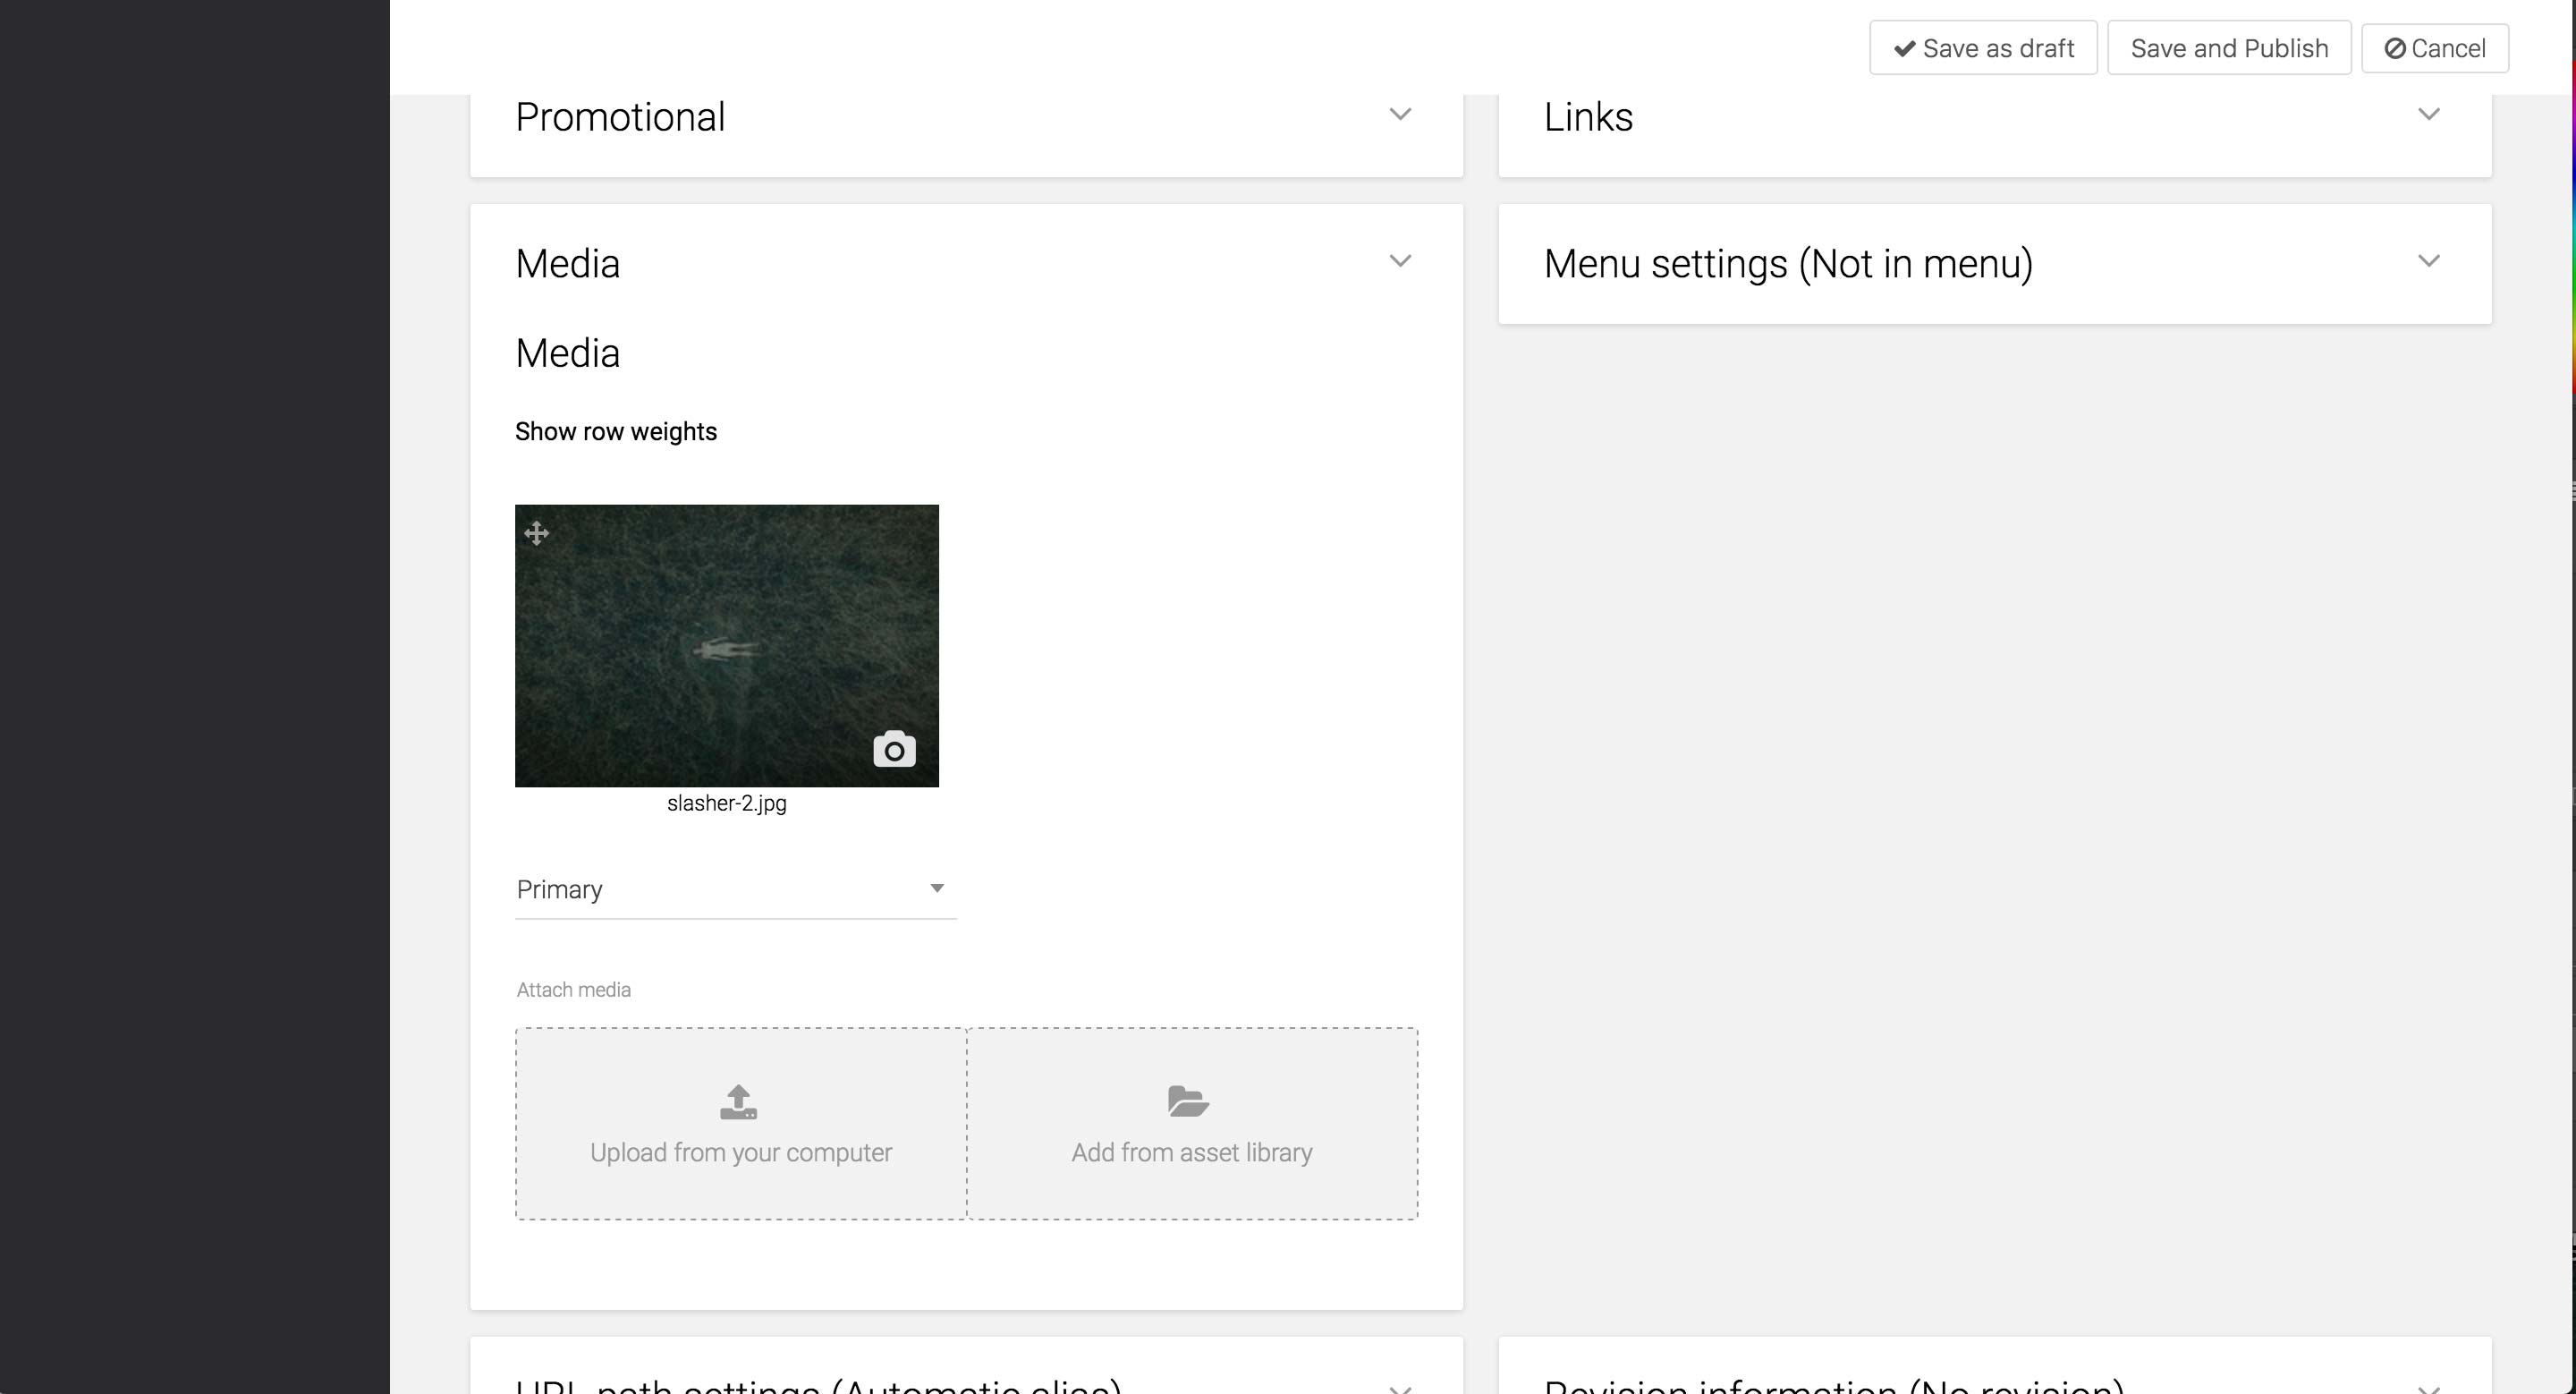 Save as draft
Save and Publish
Cancel
Promotional
Links
Media
Menu settings (Not in menu)
Media
Show row weights
slasher-2.jpg
Primary
Attach media
Upload from your computer
Add from asset library
URL path settings (Automatic alias)
Revision information (No revision)